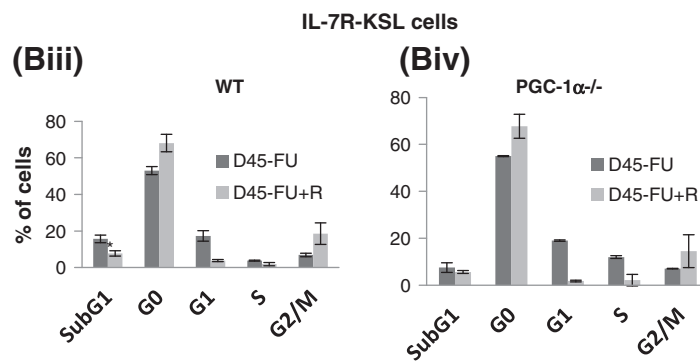 IL-7R-KSL cells
(Biii)
WT
% of cells
80
60
40
20
0
D45-FU
D45-FU+R
*
SubG1
G0
G1
S
G2/M
(Biv)
PGC-1α-/-
80
60
40
20
0
D45-FU
D45-FU+R
SubG1
G0
G1
S
G2/M